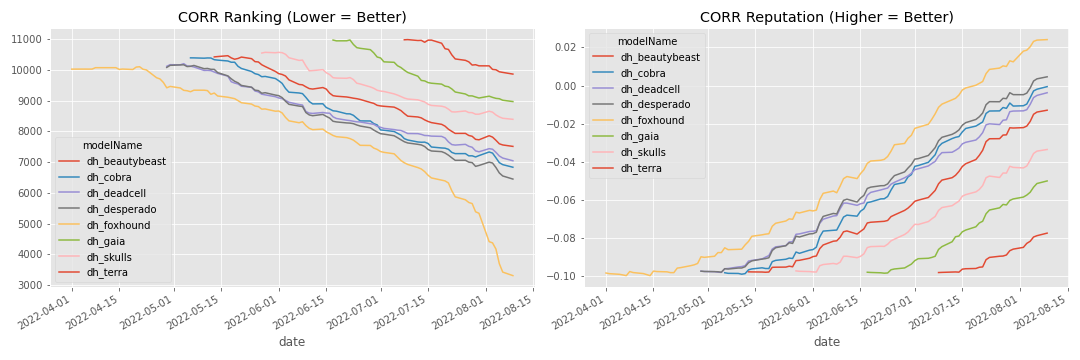 CORR Ranking (Lower = Better)
11000
10000
9000
8000
7000
6000
5000
4000
3000
modelName
dh_beautybeast
dh_cobra
dh_deadcell
dh_desperado
dh_foxhound
dh_gaia
dh_skulls
dh_terra
2022-04-01
2022-04-15
2022-05-01
2022-05-15
2022-06-01
2022-06-15
2022-07-01
2022-07-15
2022-08-01
2022-08-15
date
CORR Reputation (Higher = Better)
0.02
0.00
−0.02
−0.04
−0.06
−0.08
−0.10
modelName
dh_beautybeast
dh_cobra
dh_deadcell
dh_desperado
dh_foxhound
dh_gaia
dh_skulls
dh_terra
2022-04-01
2022-04-15
2022-05-01
2022-05-15
2022-06-01
2022-06-15
2022-07-01
2022-07-15
2022-08-01
2022-08-15
date